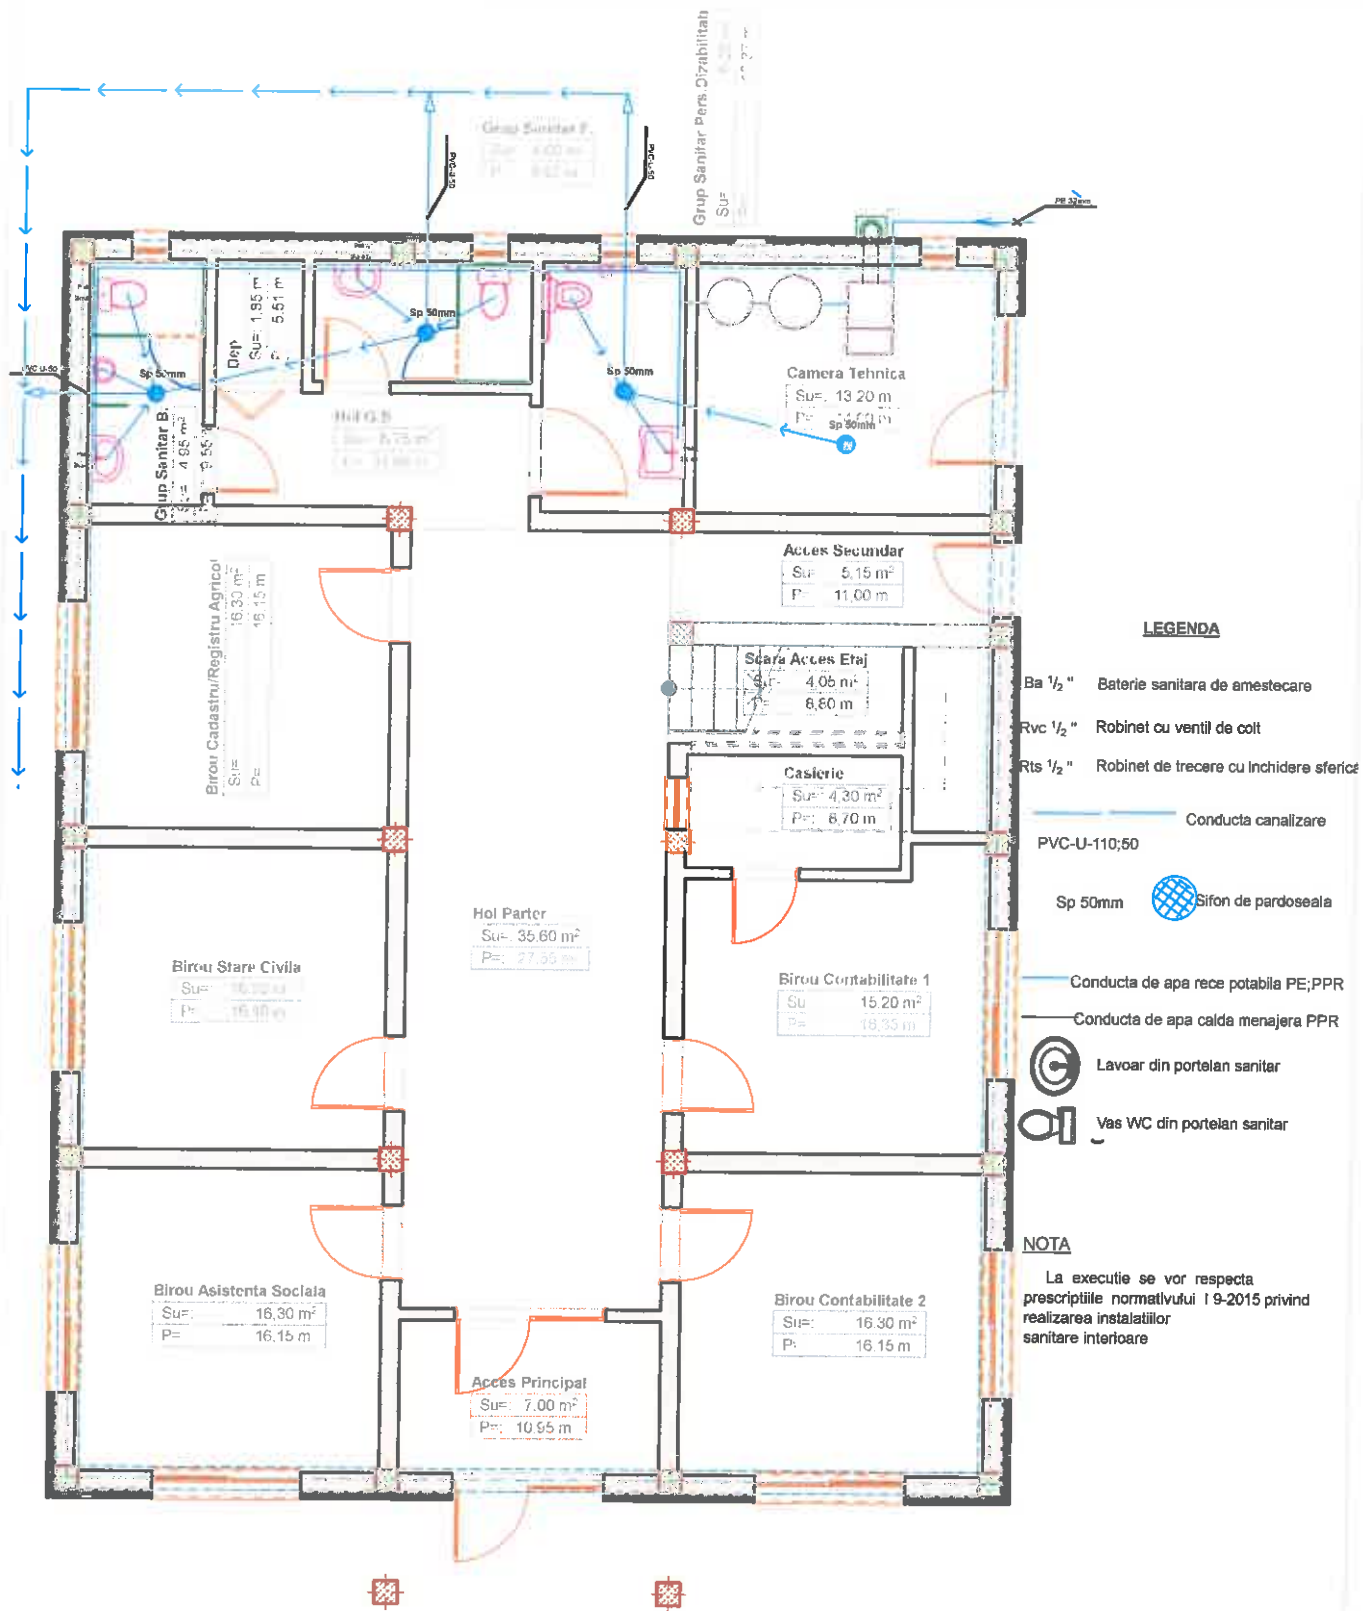 Grup Sanitar Pers.Dizabilitati
Su=
Grup Sanitar F.
PVC-U-50
PVC-U-50
PE 32mm
Dep
Su=: 1,85 m
P 5,51 m
Sp 50mm
Sp 50mm
Sp 50mm
Sp 50mm
Grup Sanitar B.
4,95 m²
Hol G.S
Camera Tehnica
Su=: 13.20 m
Acces Secundar
Su= 5,15 m²
P= 11,00 m
Birou Cadastru/Registru Agricol
Su= 16,30 m²
P= 16,15 m
Scara Acces Etaj
4,05 m²
8,80 m
Casierie
Su= 4,30 m²
P=: 8,70 m
Hol Parter
Su=: 35,60 m²
P=:
Birou Stare Civila
Su=
P=
Birou Contabilitate 1
Su 15.20 m²
P= 18,35 m
Birou Asistenta Sociala
Su=: 16,30 m²
P= 16.15 m
Birou Contabilitate 2
Su=: 16.30 m²
P: 16.15 m
Acces Principal
Su=: 7.00 m²
P=: 10,95 m
LEGENDA
Ba 1/2 " Baterie sanitara de amestecare
Rvc 1/2 " Robinet cu ventil de colt
Rts 1/2 " Robinet de trecere cu inchidere sferica
Conducta canalizare
PVC-U-110;50
Sp 50mm Sifon de pardoseala
Conducta de apa rece potabila PE;PPR
Conducta de apa calda menajera PPR
Lavoar din portelan sanitar
Vas WC din portelan sanitar
NOTA
La executie se vor respecta
prescriptiile normativului I 9-2015 privind
realizarea instalatiilor
sanitare interioare